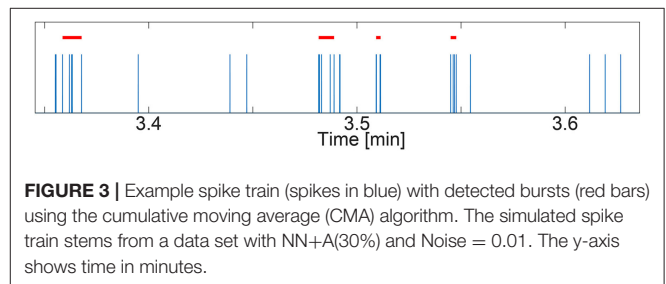 3.4 3.5 3.6
Time [min]
FIGURE 3 | Example spike train (spikes in blue) with detected bursts (red bars)
using the cumulative moving average (CMA) algorithm. The simulated spike
train stems from a data set with NN+A(30%) and Noise = 0.01. The y-axis
shows time in minutes.